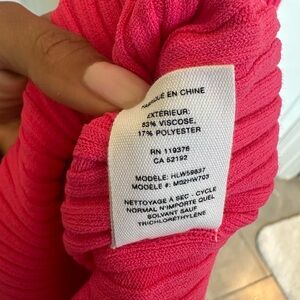 FABRIQUÉ EN CHINE
EXTÉRIEUR:
83% VISCOSE,
17% POLYESTER
RN 119376
CA 52192
MODÈLE: HLW59837
MODÈLE #: M02HW703
NETTOYAGE À SEC - CYCLE
NORMAL N'IMPORTE QUEL
SOLVANT SAUF
TRICHLORÉTHYLÈNE